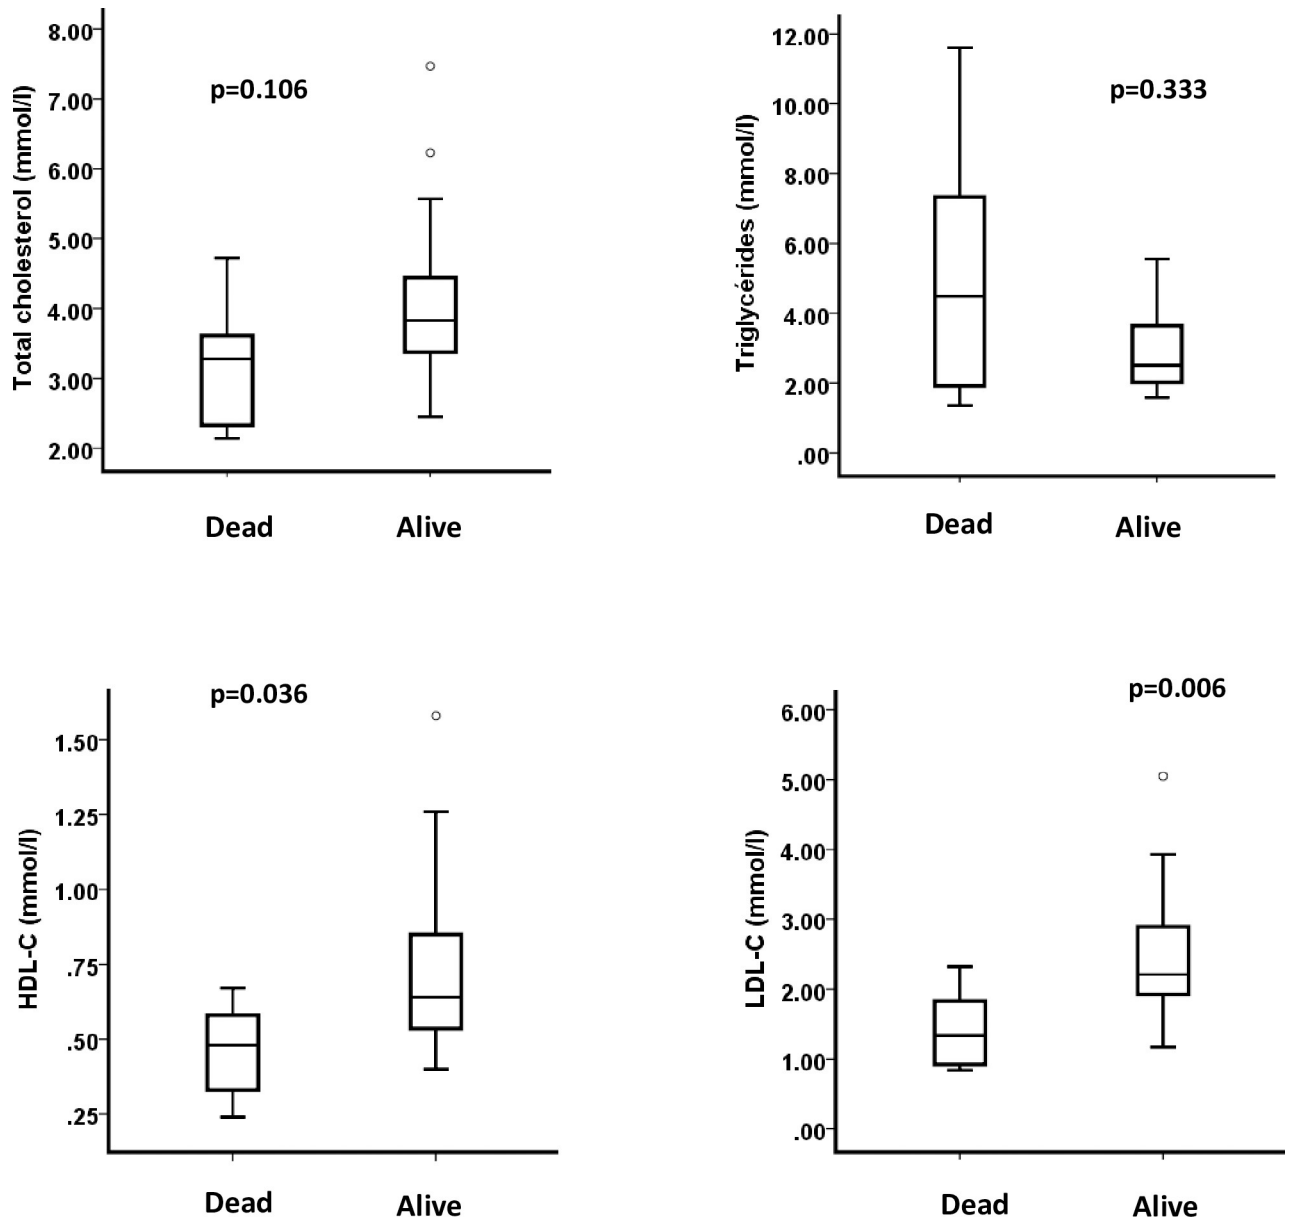 Total cholesterol (mmol/l)
8.00
7.00
6.00
5.00
4.00
3.00
2.00
p=0.106
Dead
Alive
Triglycérides (mmol/l)
12.00
10.00
8.00
6.00
4.00
2.00
.00
p=0.333
Dead
Alive
HDL-C (mmol/l)
1.50
1.25
1.00
.75
.50
.25
p=0.036
Dead
Alive
LDL-C (mmol/l)
6.00
5.00
4.00
3.00
2.00
1.00
.00
p=0.006
Dead
Alive